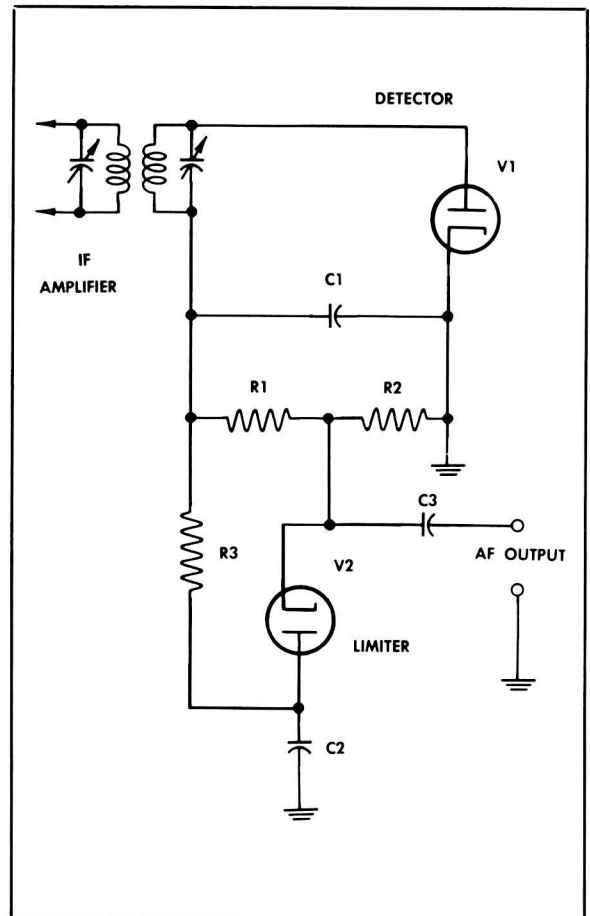 DETECTOR
V1
IF
AMPLIFIER
C1
R1
R2
C3
R3
V2
AF OUTPUT
LIMITER
C2